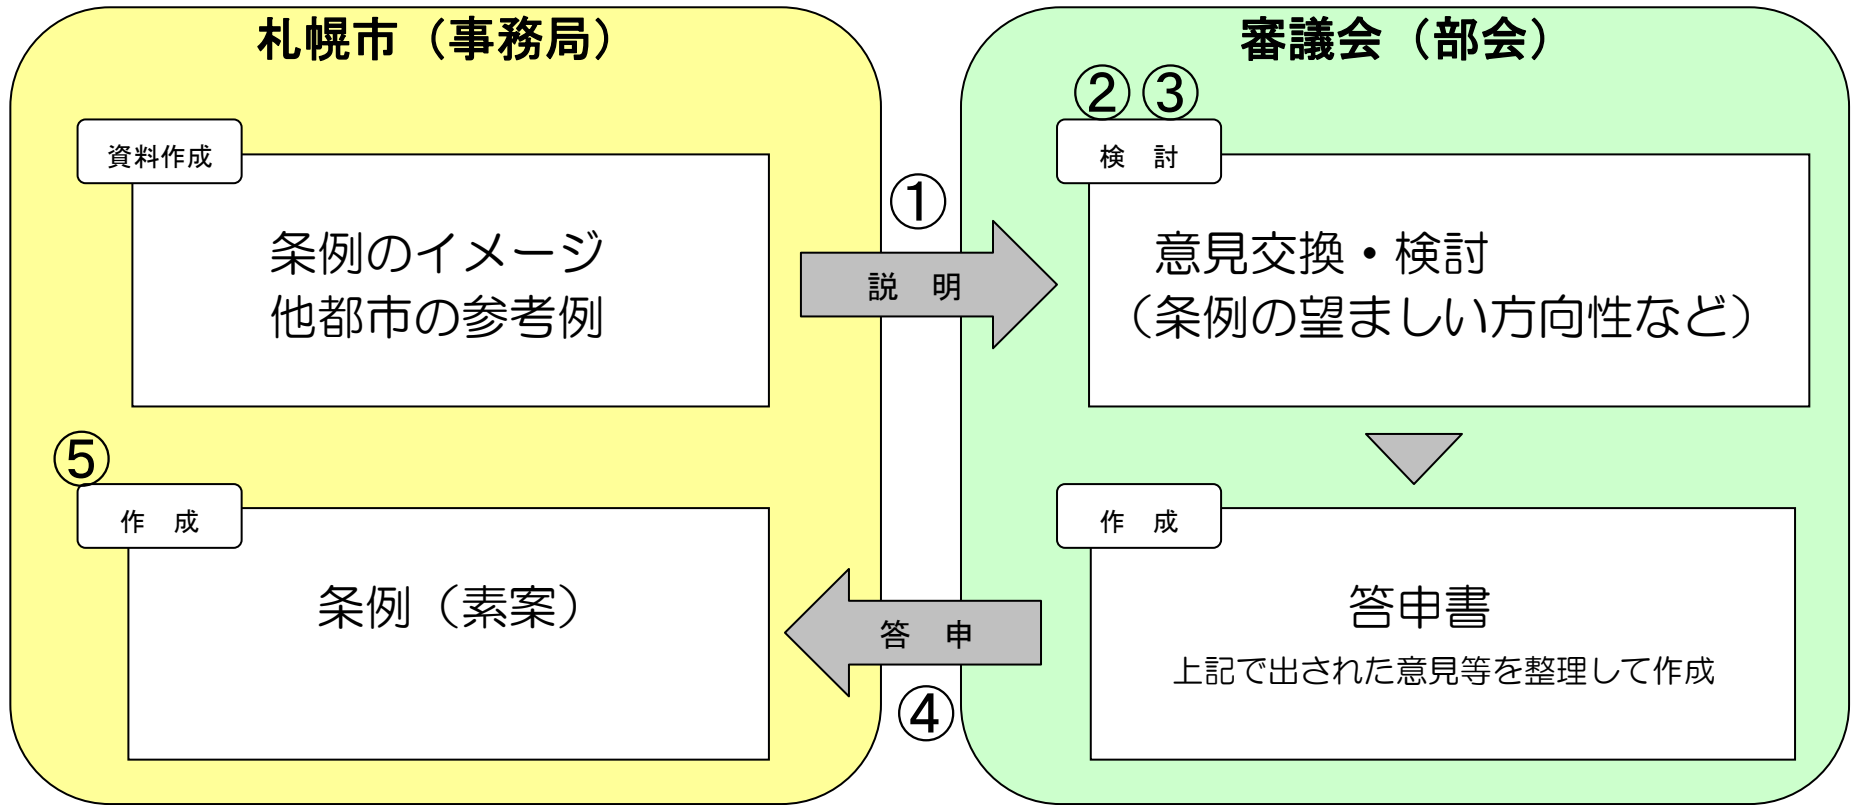 札幌市（事務局）
資料作成
条例のイメージ
他都市の参考例
①
説　明
審議会（部会）
② ③
検　討
意見交換・検討
（条例の望ましい方向性など）
作　成
答申書
上記で出された意見等を整理して作成
答　申
④
⑤
作　成
条例（素案）